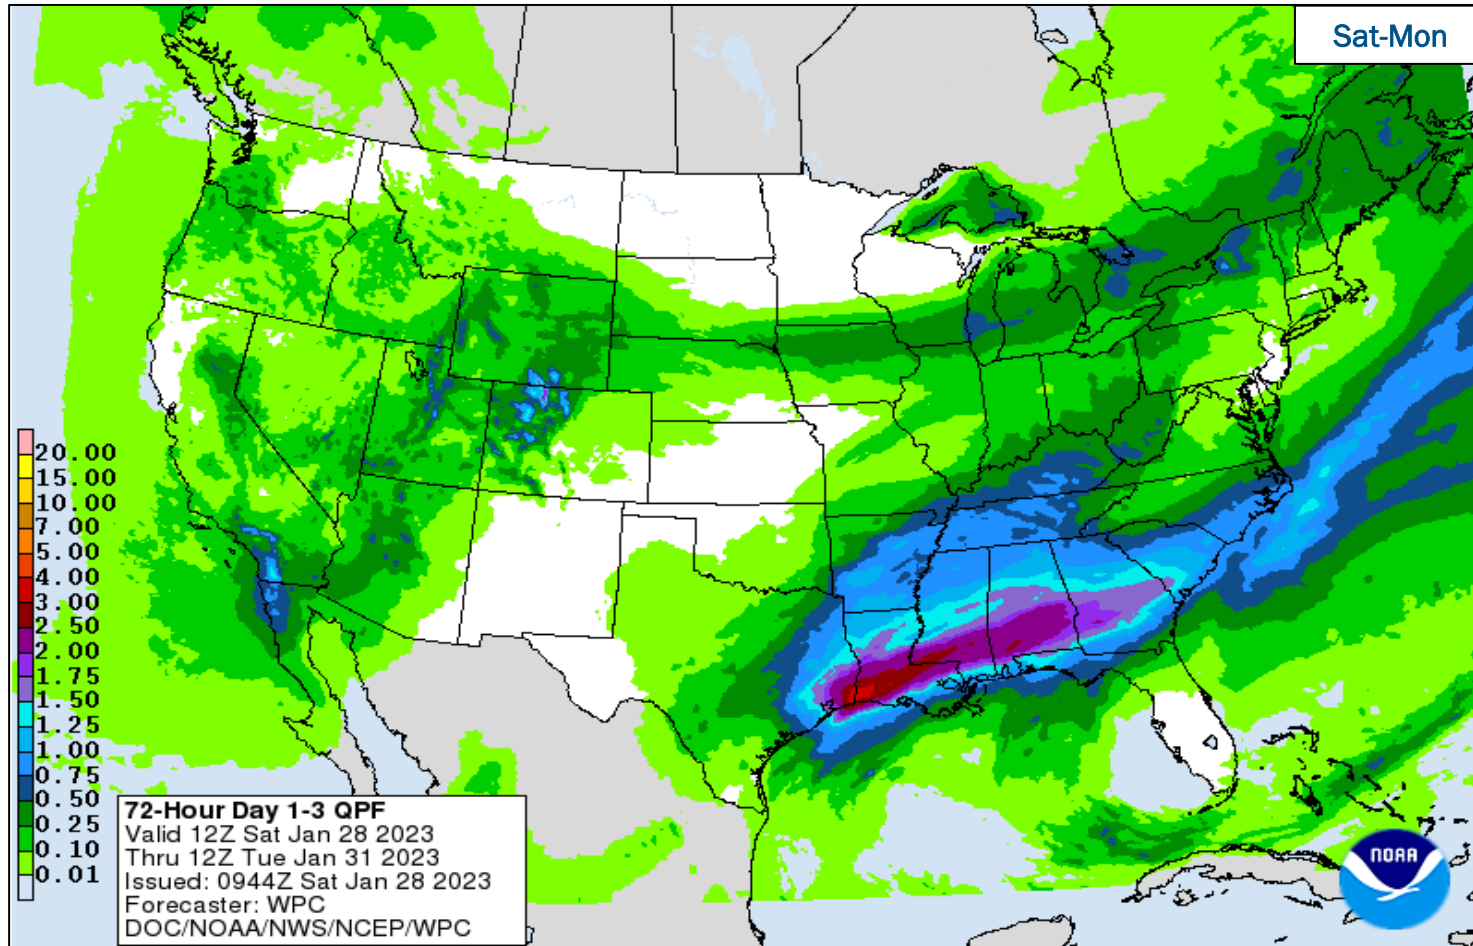 Sat-Mon
20.00
15.00
10.00
7.00
5.00
4.00
3.00
2.50
2.00
1.75
1.50
1.25
1.00
0.75
0.50
0.25
0.10
0.01
72-Hour Day 1-3 QPF
Valid 12Z Sat Jan 28 2023
Thru 12Z Tue Jan 31 2023
Issued: 0944Z Sat Jan 28 2023
Forecaster: WPC
DOC/NOAA/NWS/NCEP/WPC
NOAA